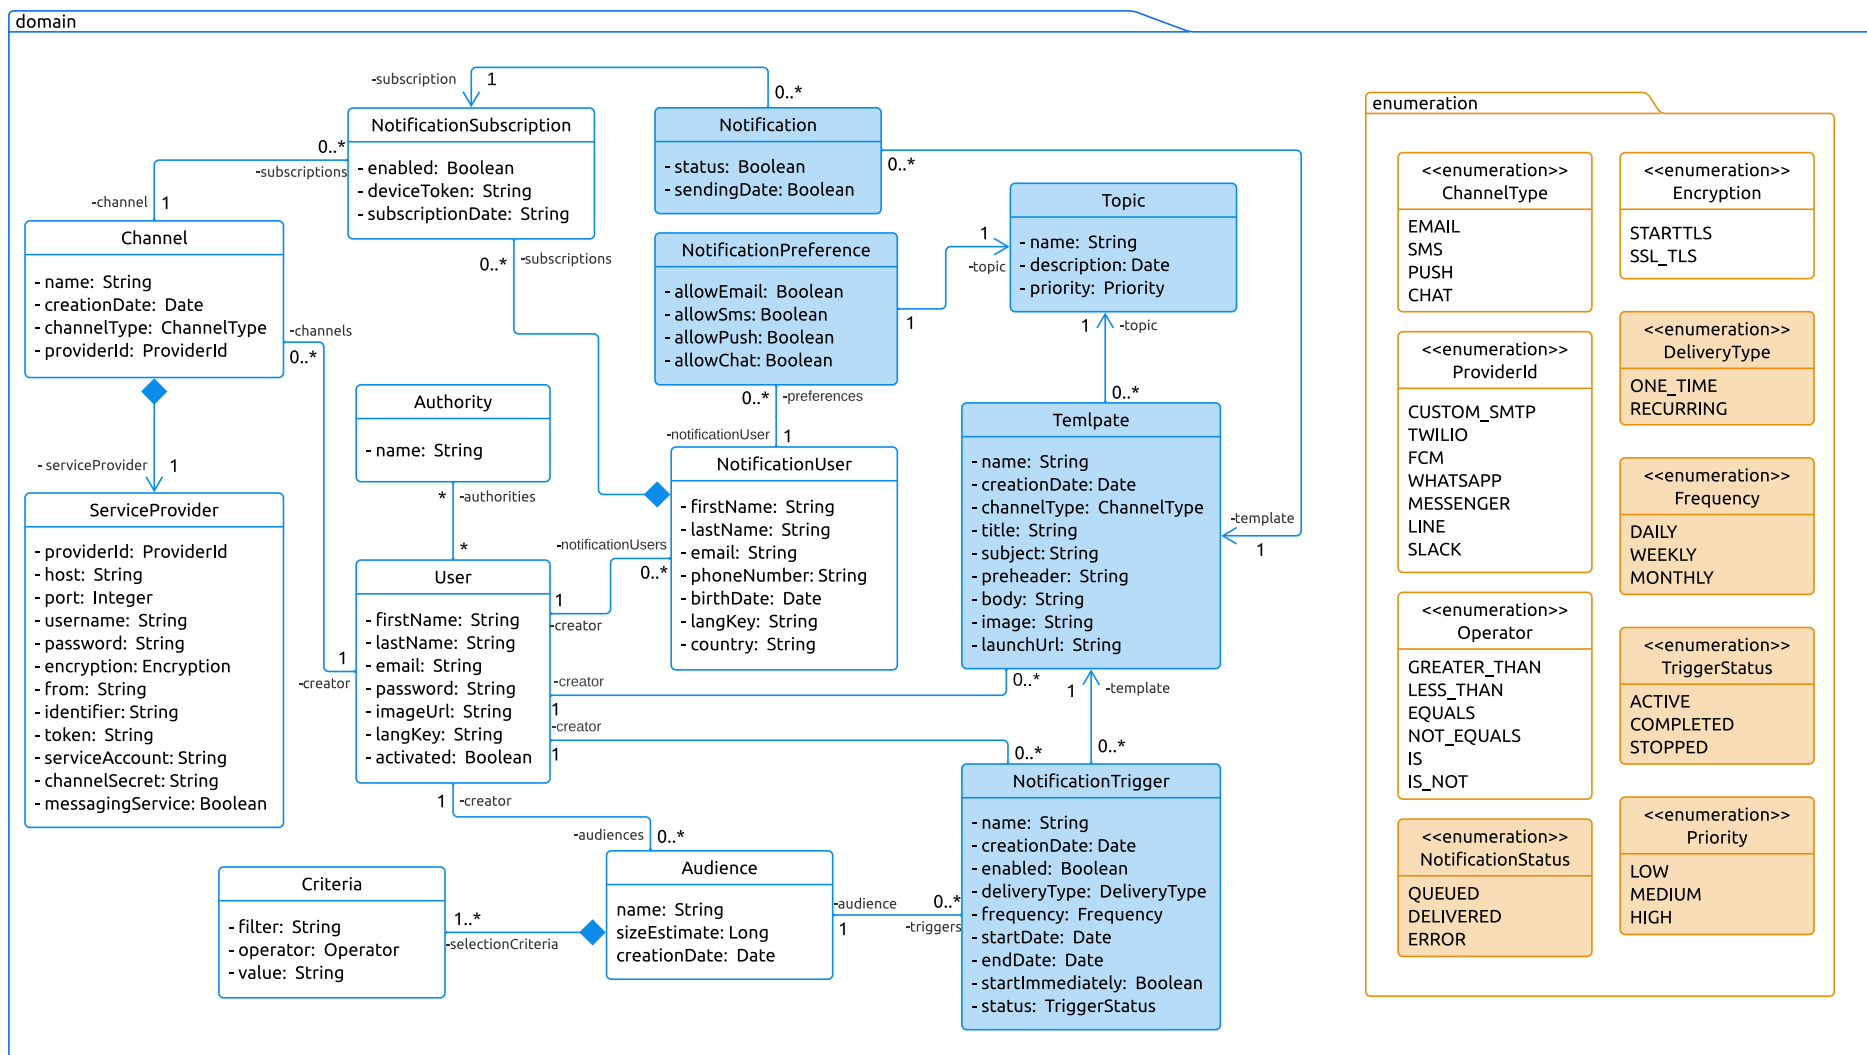 domain
-subscription
1
0..*
NotificationSubscription
- enabled: Boolean
- deviceToken: String
- subscriptionDate: String
Notification
- status: Boolean
- sendingDate: Boolean
0..*
0..*
-subscriptions
-channel
1
0..*
-subscriptions
Channel
- name: String
- creationDate: Date
- channelType: ChannelType
- providerId: ProviderId
-channels
0..*
NotificationPreference
- allowEmail: Boolean
- allowSms: Boolean
- allowPush: Boolean
- allowChat: Boolean
1
-topic
1
Topic
- name: String
- description: Date
- priority: Priority
1
-topic
0..*
0..*
-preferences
-notificationUser
1
Authority
- name: String
*
-authorities
*
- serviceProvider
1
ServiceProvider
- providerId: ProviderId
- host: String
- port: Integer
- username: String
- password: String
- encryption: Encryption
- from: String
- identifier: String
- token: String
- serviceAccount: String
- channelSecret: String
- messagingService: Boolean
NotificationUser
- firstName: String
- lastName: String
- email: String
- phoneNumber: String
- birthDate: Date
- langKey: String
- country: String
-notificationUsers
0..*
1
-creator
User
- firstName: String
- lastName: String
- email: String
- password: String
- imageUrl: String
- langKey: String
- activated: Boolean
1
-creator
-creator
1
0..*
-creator
1
0..*
Temlpate
- name: String
- creationDate: Date
- channelType: ChannelType
- title: String
- subject: String
- preheader: String
- body: String
- image: String
- launchUrl: String
-template
1
1
-template
0..*
NotificationTrigger
- name: String
- creationDate: Date
- enabled: Boolean
- deliveryType: DeliveryType
- frequency: Frequency
- startDate: Date
- endDate: Date
- startImmediately: Boolean
- status: TriggerStatus
1
-creator
-audiences
0..*
Audience
name: String
sizeEstimate: Long
creationDate: Date
-audience
1
0..*
-triggers
Criteria
- filter: String
- operator: Operator
- value: String
1..*
-selectionCriteria
enumeration
<<enumeration>>
ChannelType
EMAIL
SMS
PUSH
CHAT
<<enumeration>>
Encryption
STARTTLS
SSL_TLS
<<enumeration>>
ProviderId
CUSTOM_SMTP
TWILIO
FCM
WHATSAPP
MESSENGER
LINE
SLACK
<<enumeration>>
DeliveryType
ONE_TIME
RECURRING
<<enumeration>>
Frequency
DAILY
WEEKLY
MONTHLY
<<enumeration>>
Operator
GREATER_THAN
LESS_THAN
EQUALS
NOT_EQUALS
IS
IS_NOT
<<enumeration>>
TriggerStatus
ACTIVE
COMPLETED
STOPPED
<<enumeration>>
NotificationStatus
QUEUED
DELIVERED
ERROR
<<enumeration>>
Priority
LOW
MEDIUM
HIGH